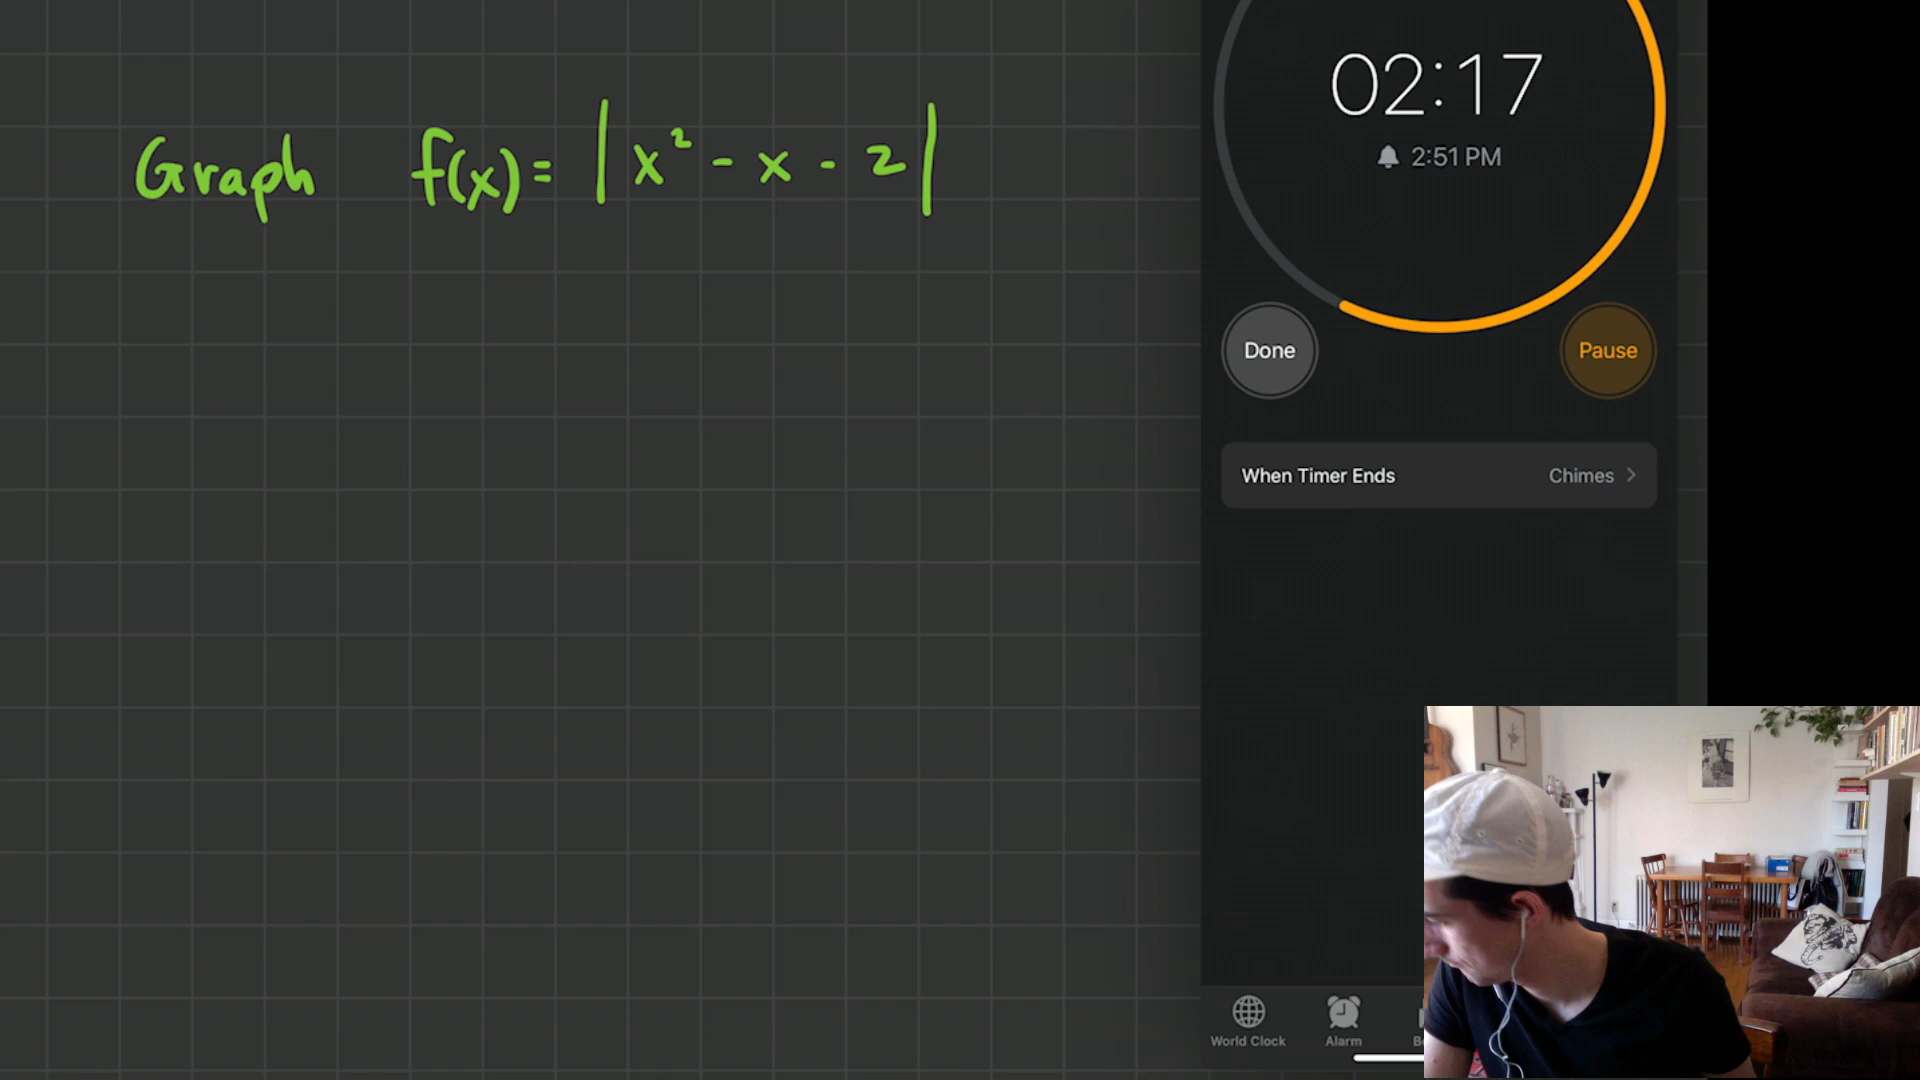 02:17
2:51 PM
Graph f(x) = |x² - x - 2|
Done
Pause
When Timer Ends Chimes
World Clock
Alarm